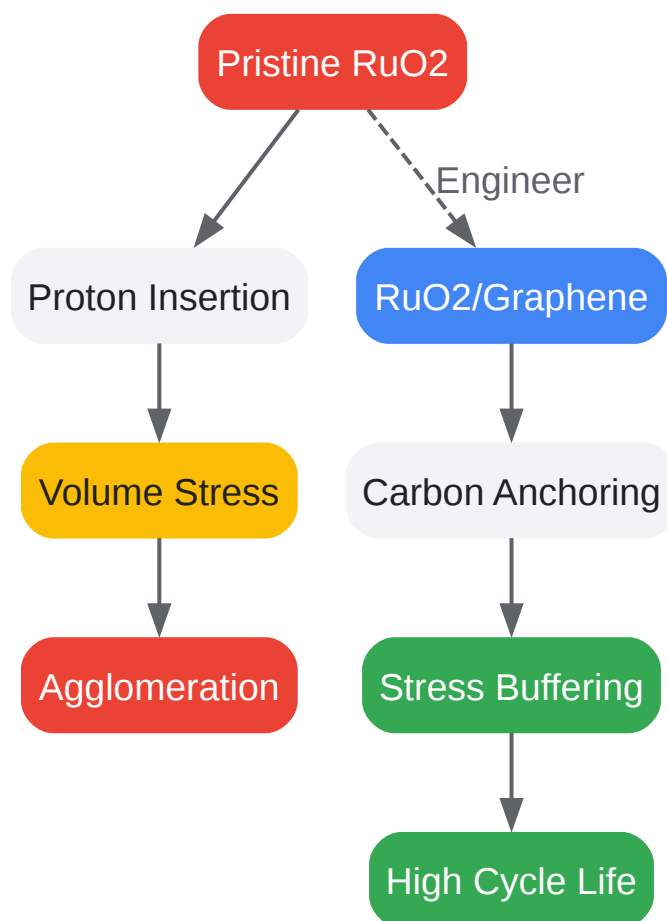 Pristine RuO2
Engineer
Proton Insertion
RuO2/Graphene
Volume Stress
Carbon Anchoring
Agglomeration
Stress Buffering
High Cycle Life